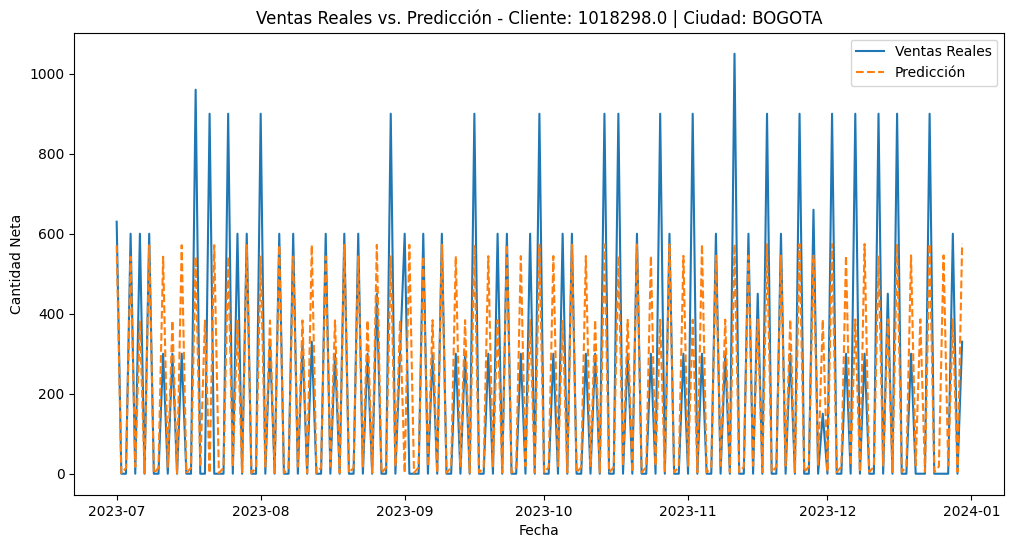 Ventas Reales vs. Predicción - Cliente: 1018298.0 | Ciudad: BOGOTA
Ventas Reales
Predicción
Cantidad Neta
1000
800
600
400
200
0
2023-07
2023-08
2023-09
2023-10
2023-11
2023-12
2024-01
Fecha